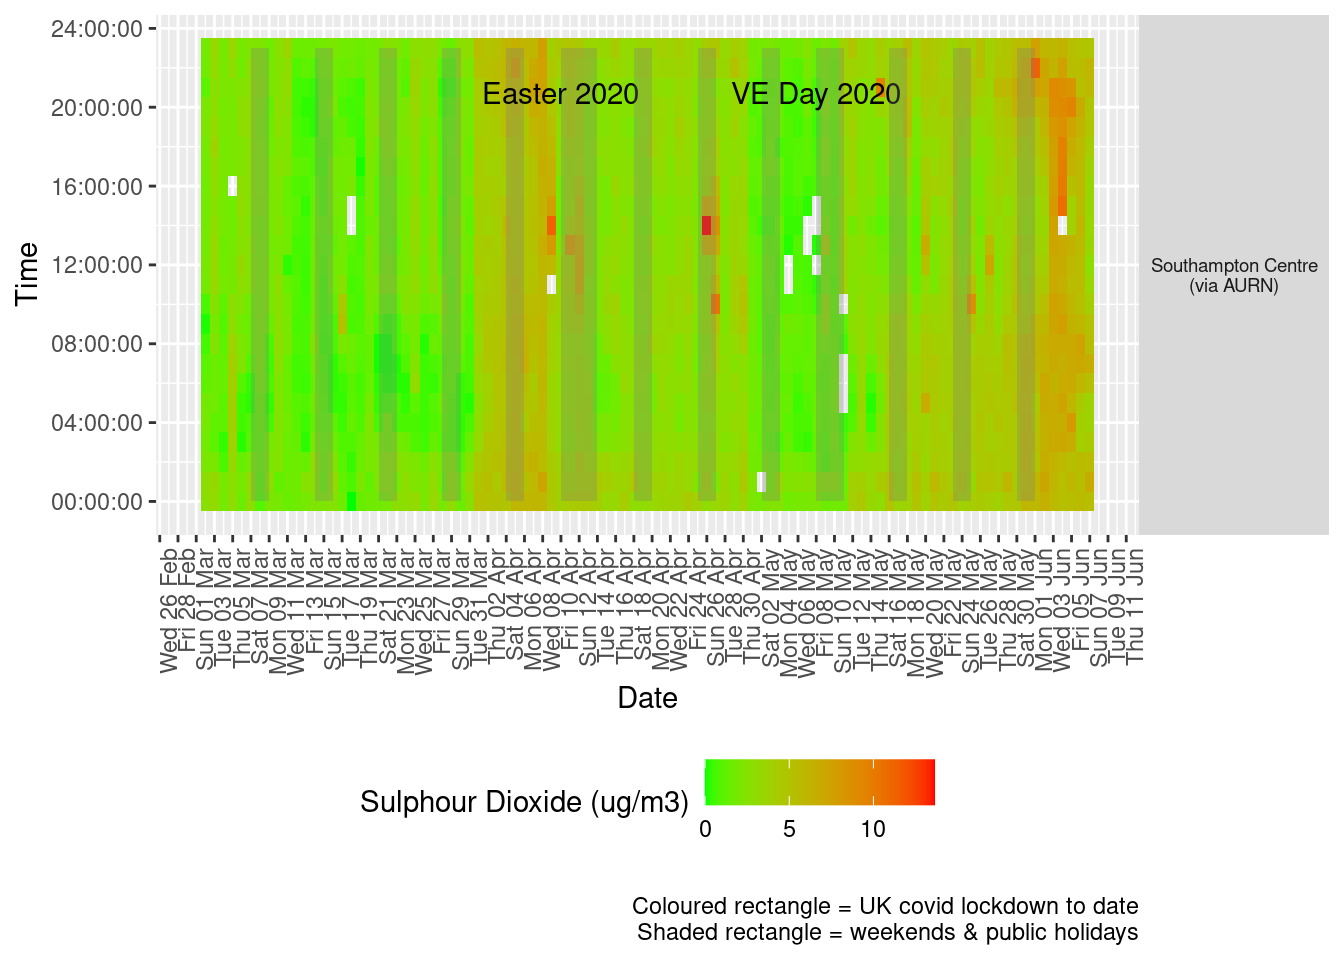 24:00:00
20:00:00
16:00:00
12:00:00
08:00:00
04:00:00
00:00:00
Time
Easter 2020
VE Day 2020
Southampton Centre
(via AURN)
Wed 26 Feb
Fri 28 Feb
Sun 01 Mar
Tue 03 Mar
Thu 05 Mar
Sat 07 Mar
Mon 09 Mar
Wed 11 Mar
Fri 13 Mar
Sun 15 Mar
Tue 17 Mar
Thu 19 Mar
Sat 21 Mar
Mon 23 Mar
Wed 25 Mar
Fri 27 Mar
Sun 29 Mar
Tue 31 Mar
Thu 02 Apr
Sat 04 Apr
Mon 06 Apr
Wed 08 Apr
Fri 10 Apr
Sun 12 Apr
Tue 14 Apr
Thu 16 Apr
Sat 18 Apr
Mon 20 Apr
Wed 22 Apr
Fri 24 Apr
Sun 26 Apr
Tue 28 Apr
Thu 30 Apr
Sat 02 May
Mon 04 May
Wed 06 May
Fri 08 May
Sun 10 May
Tue 12 May
Thu 14 May
Sat 16 May
Mon 18 May
Wed 20 May
Fri 22 May
Sun 24 May
Tue 26 May
Thu 28 May
Sat 30 May
Mon 01 Jun
Wed 03 Jun
Fri 05 Jun
Sun 07 Jun
Tue 09 Jun
Thu 11 Jun
Date
Sulphour Dioxide (ug/m3)
0 5 10
Coloured rectangle = UK covid lockdown to date
Shaded rectangle = weekends & public holidays